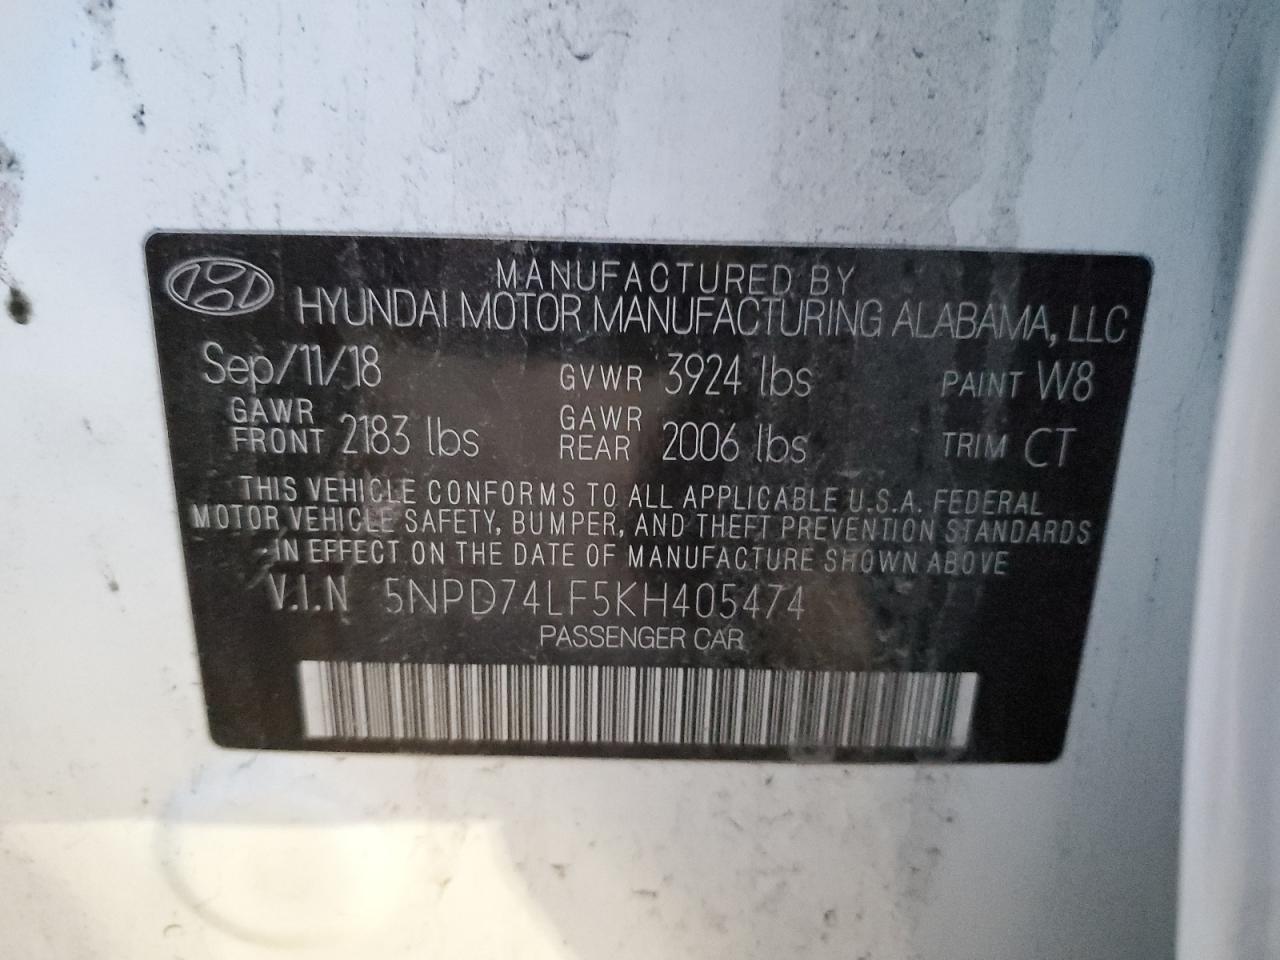 MANUFACTURED BY
HYUNDAI MOTOR MANUFACTURING ALABAMA, LLC
Sep/11/18 GVWR 3924 lbs PAINT W8
GAWR FRONT 2183 lbs GAWR REAR 2006 lbs TRIM CT
THIS VEHICLE CONFORMS TO ALL APPLICABLE U.S.A. FEDERAL
MOTOR VEHICLE SAFETY, BUMPER, AND THEFT PREVENTION STANDARDS
IN EFFECT ON THE DATE OF MANUFACTURE SHOWN ABOVE
V.I.N 5NPD74LF5KH405474
PASSENGER CAR